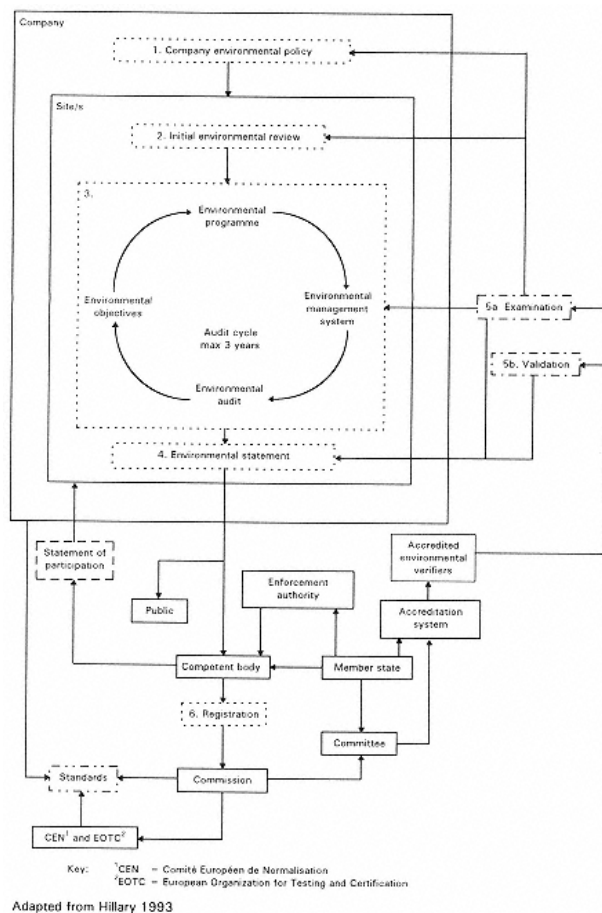 Company
1. Company environmental policy
Site/s
2. Initial environmental review
3.
Environmental
programme
Environmental
objectives
Environmental
management
system
Audit cycle
max 3 years
Environmental
audit
5a Examination
5b. Validation
4. Environmental statement
Statement of
participation
Public
Enforcement
authority
Accredited
environmental
verifiers
Accreditation
system
Competent body
Member state
6. Registration
Committee
Standards
Commission
CEN¹ and EOTC²
Key: ¹CEN = Comité Européen de Normalisation
²EOTC = European Organization for Testing and Certification
Adapted from Hillary 1993